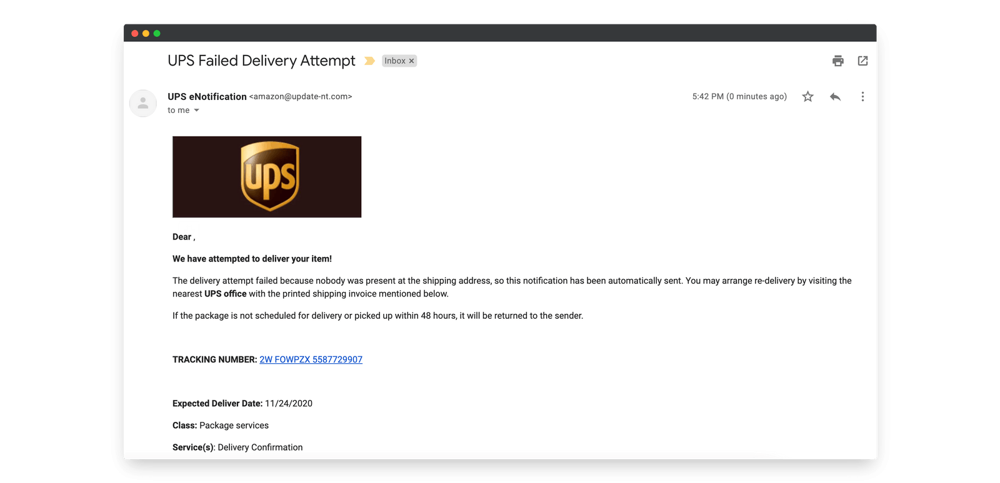 UPS Failed Delivery Attempt Inbox ×
UPS eNotification <amazon@update-nt.com> 5:42 PM (0 minutes ago)
to me
ups
Dear ,
We have attempted to deliver your item!
The delivery attempt failed because nobody was present at the shipping address, so this notification has been automatically sent. You may arrange re-delivery by visiting the
nearest UPS office with the printed shipping invoice mentioned below.
If the package is not scheduled for delivery or picked up within 48 hours, it will be returned to the sender.
TRACKING NUMBER: 2W FOWPZX 5587729907
Expected Deliver Date: 11/24/2020
Class: Package services
Service(s): Delivery Confirmation